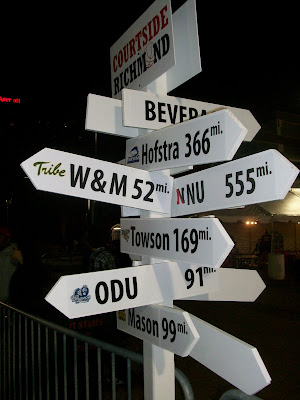 COURTSIDE
RICHMOND
BEVERA
Hofstra 366 mi.
Tribe W&M 52 mi.
NU 555 mi.
Towson 169 mi.
ODU 91 mi.
Mason 99 mi.